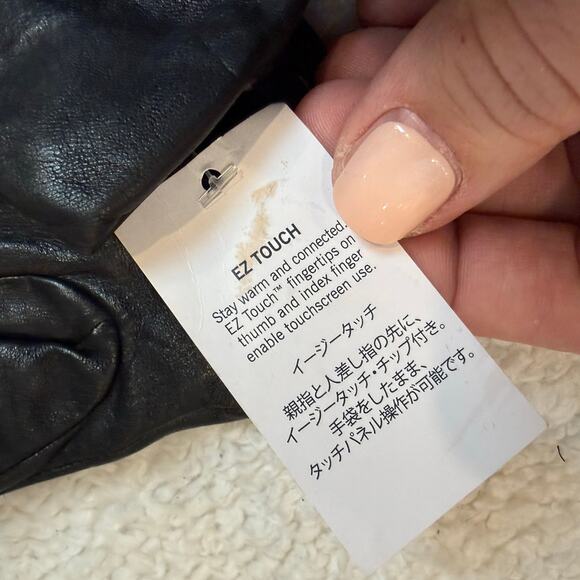 EZ TOUCH
Stay warm and connected.
EZ Touch™ fingertips on
thumb and index finger
enable touchscreen use.
イージータッチ
親指と人差し指の先に、
イージータッチ・チップ付き。
手袋をしたまま
タッチパネル操作が可能です。